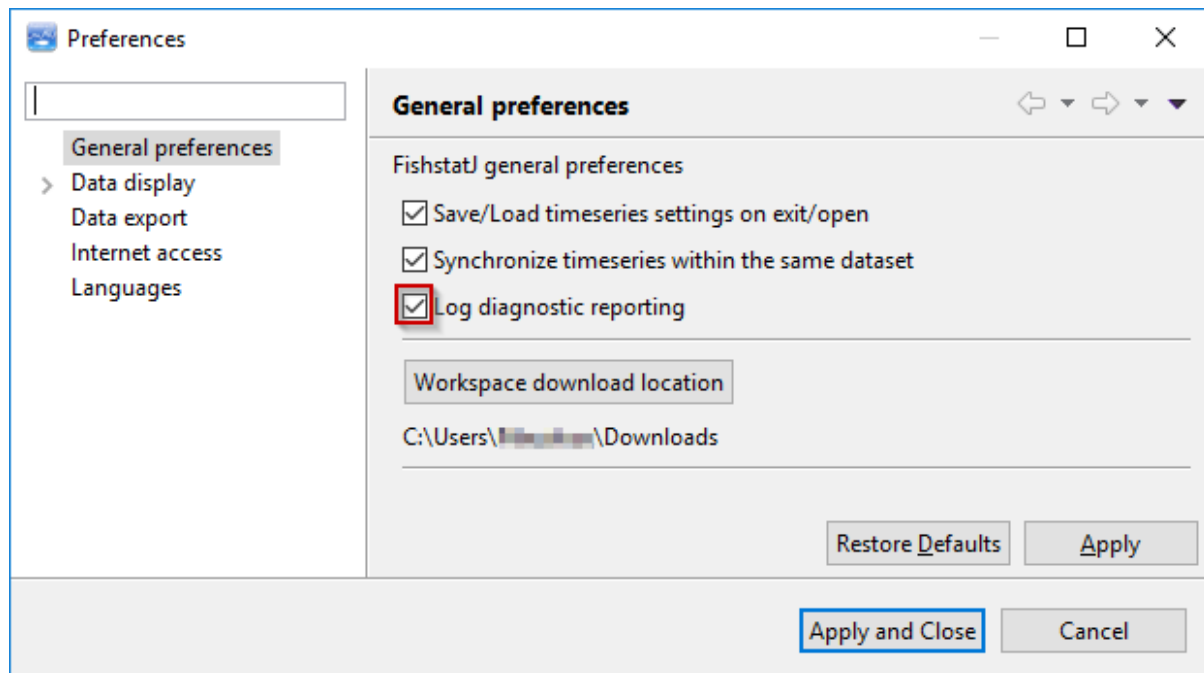 Preferences
General preferences
Data display
Data export
Internet access
Languages
General preferences
FishstatJ general preferences
Save/Load timeseries settings on exit/open
Synchronize timeseries within the same dataset
Log diagnostic reporting
Workspace download location
C:\Users\ \Downloads
Restore Defaults
Apply
Apply and Close
Cancel